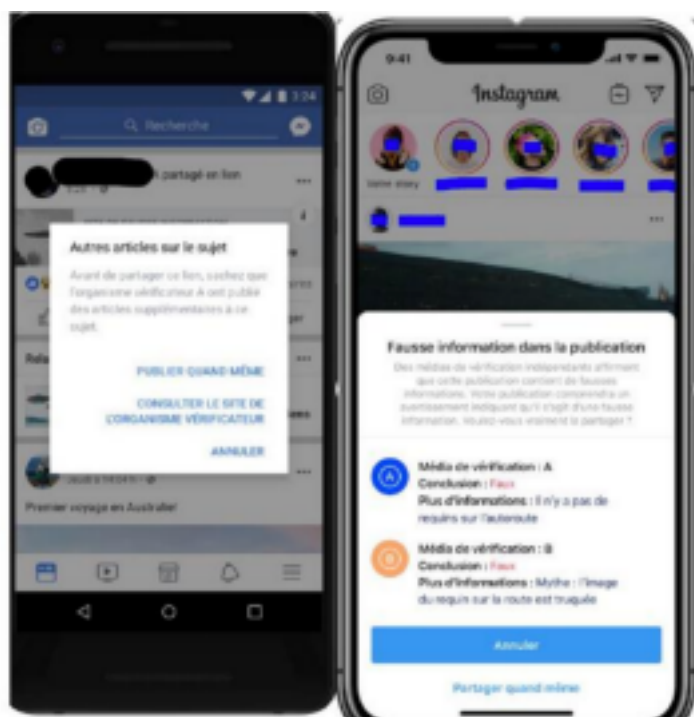 3:24
Recherche
A partagé un lien
Autres articles sur le sujet
Avant de partager ce lien, sachez que
l'organisme vérificateur A ont publié
des articles supplémentaires à ce
sujet.
PUBLIER QUAND MÊME
CONSULTER LE SITE DE
L'ORGANISME VÉRIFICATEUR
ANNULER
Premier voyage en Australie!
9:41
Instagram
Fausse information dans la publication
Des médias de vérification indépendants affirment
que cette publication contient de fausses
informations. Votre publication comprendra un
avertissement indiquant qu'il s'agit d'une fausse
information. Voulez-vous vraiment la partager ?
A
Média de vérification : A
Conclusion : Faux
Plus d'informations : Il n'y a pas de
requins sur l'autoroute
B
Média de vérification : B
Conclusion : Faux
Plus d'informations : Mythe : l'image
du requin sur la route est truquée
Annuler
Partager quand même